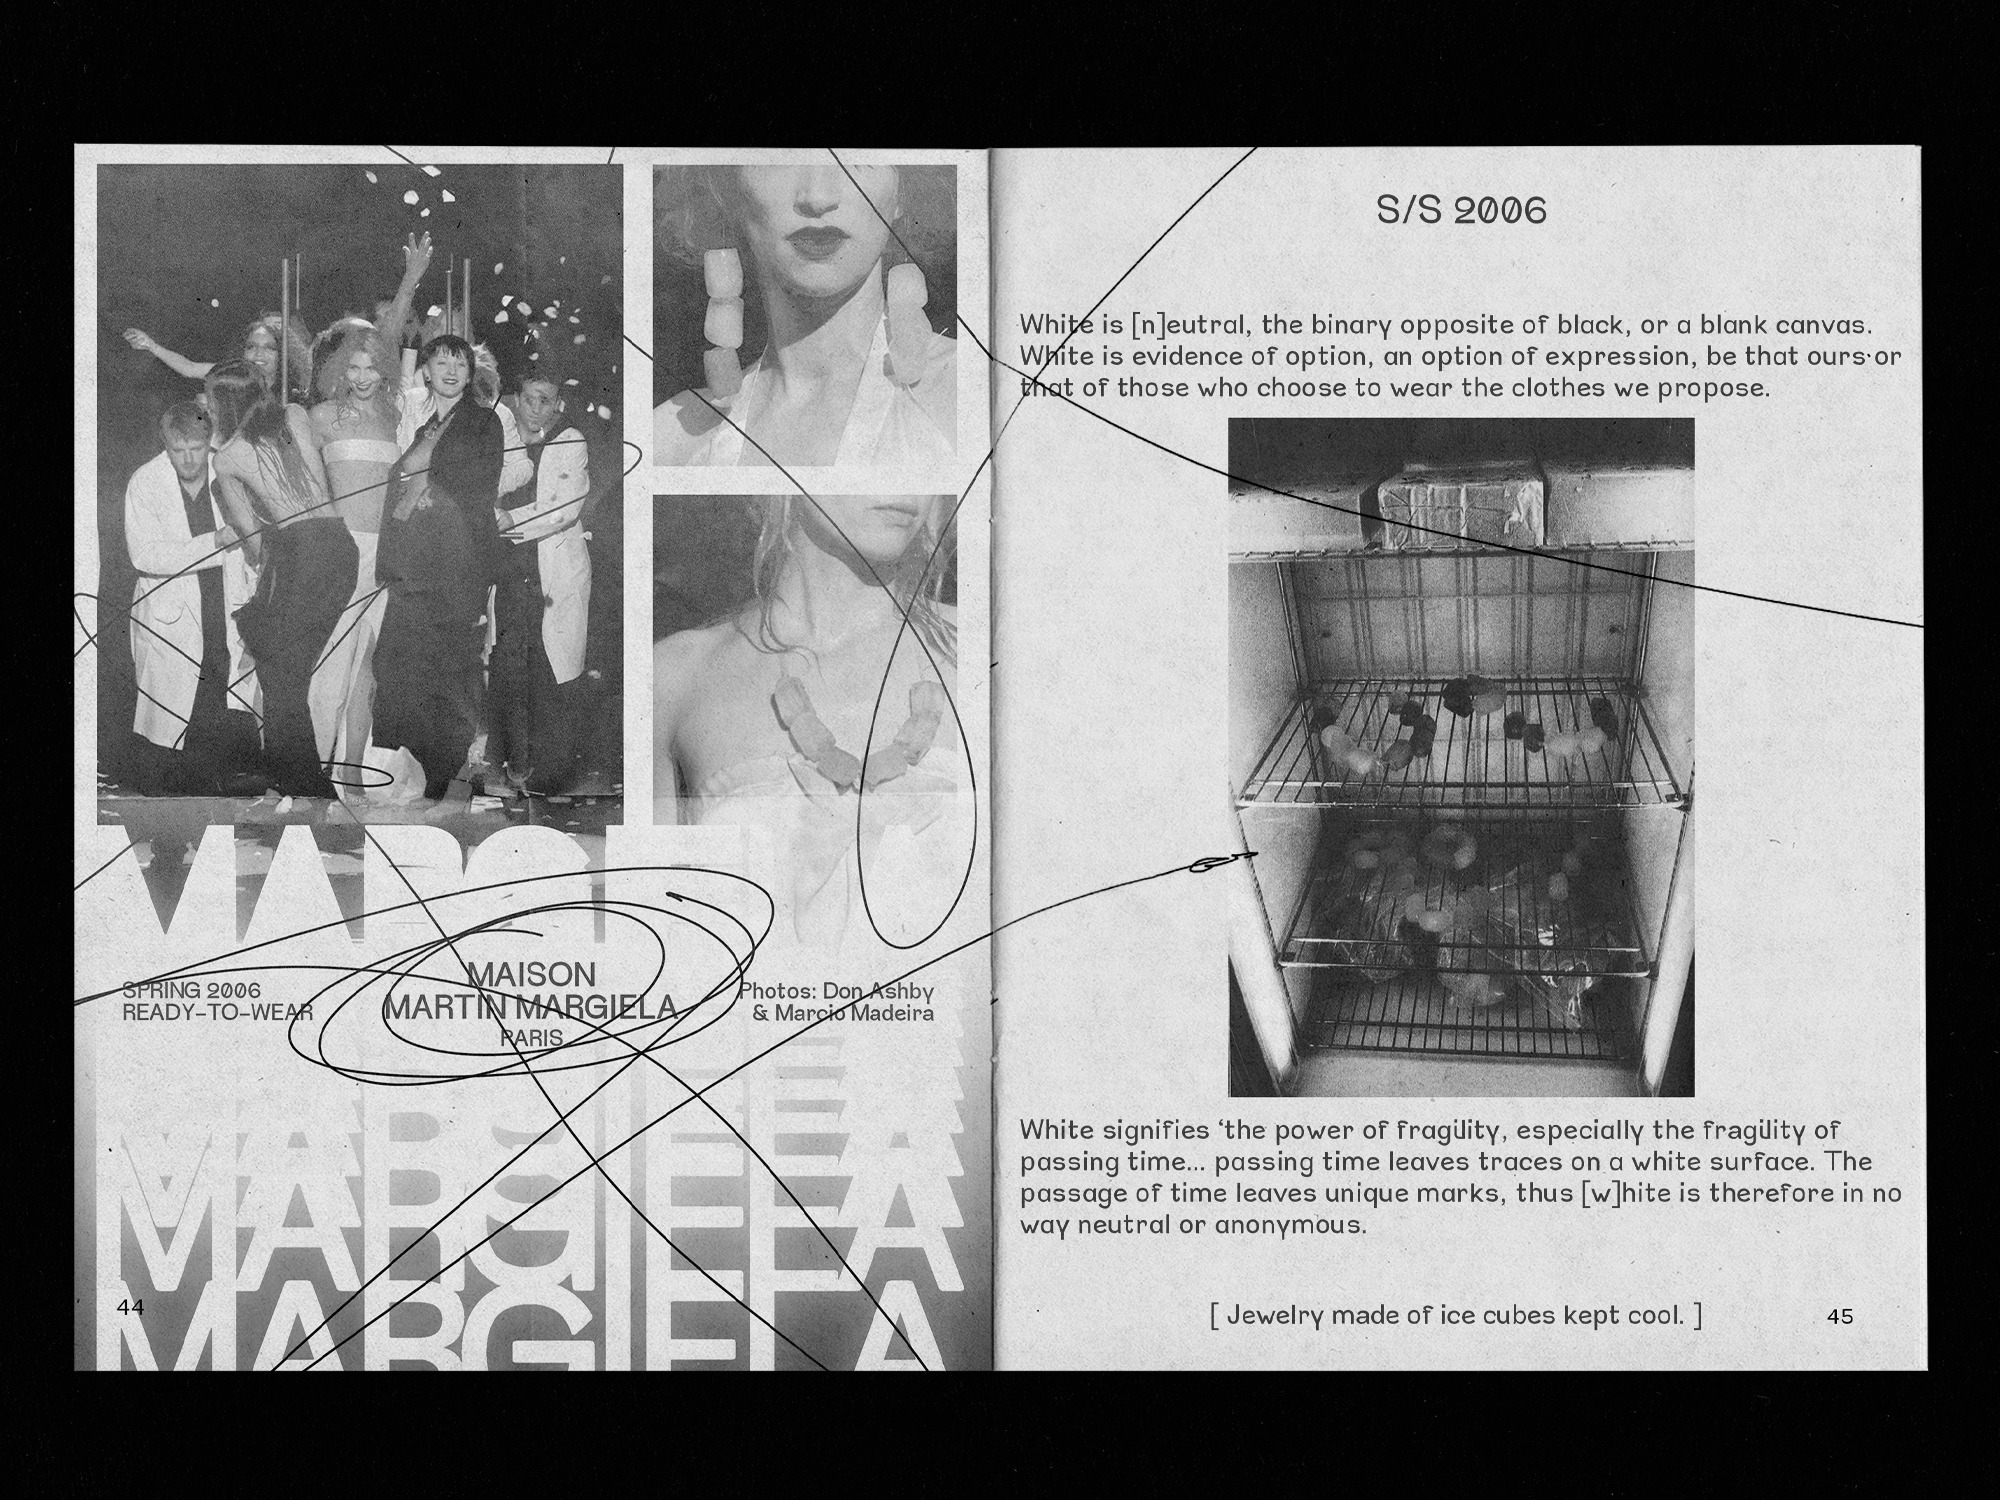 MARGIELA
SPRING 2006
READY-TO-WEAR
MAISON
MARTIN MARGIELA
PARIS
Photos: Don Ashby
& Marcio Madeira
MARGIELA
MARGIELA
MARGIELA
44
S/S 2006
White is [n]eutral, the binary opposite of black, or a blank canvas.
White is evidence of option, an option of expression, be that ours or
that of those who choose to wear the clothes we propose.
White signifies ‘the power of fragility, especially the fragility of
passing time... passing time leaves traces on a white surface. The
passage of time leaves unique marks, thus [w]hite is therefore in no
way neutral or anonymous.
[ Jewelry made of ice cubes kept cool. ]
45